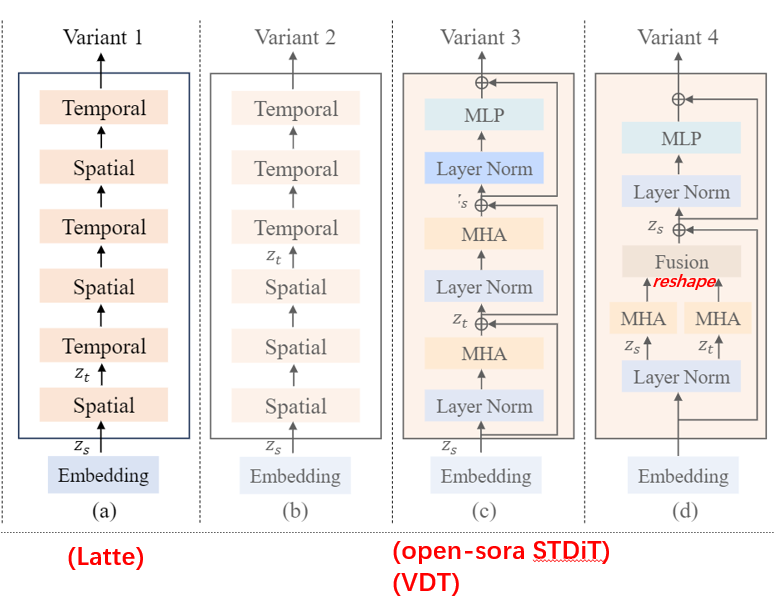 Variant 1
Temporal
Spatial
Temporal
Spatial
Temporal
z_t
Spatial
z_s
Embedding
(a)
(Latte)
Variant 2
Temporal
Temporal
Temporal
z_t
Spatial
Spatial
Spatial
z_s
Embedding
(b)
Variant 3
MLP
Layer Norm
z_s
MHA
Layer Norm
z_t
MHA
Layer Norm
z_s
Embedding
(c)
(open-sora STDiT)
(VDT)
Variant 4
MLP
Layer Norm
z_s
Fusion
reshape
MHA MHA
z_s z_t
Layer Norm
Embedding
(d)